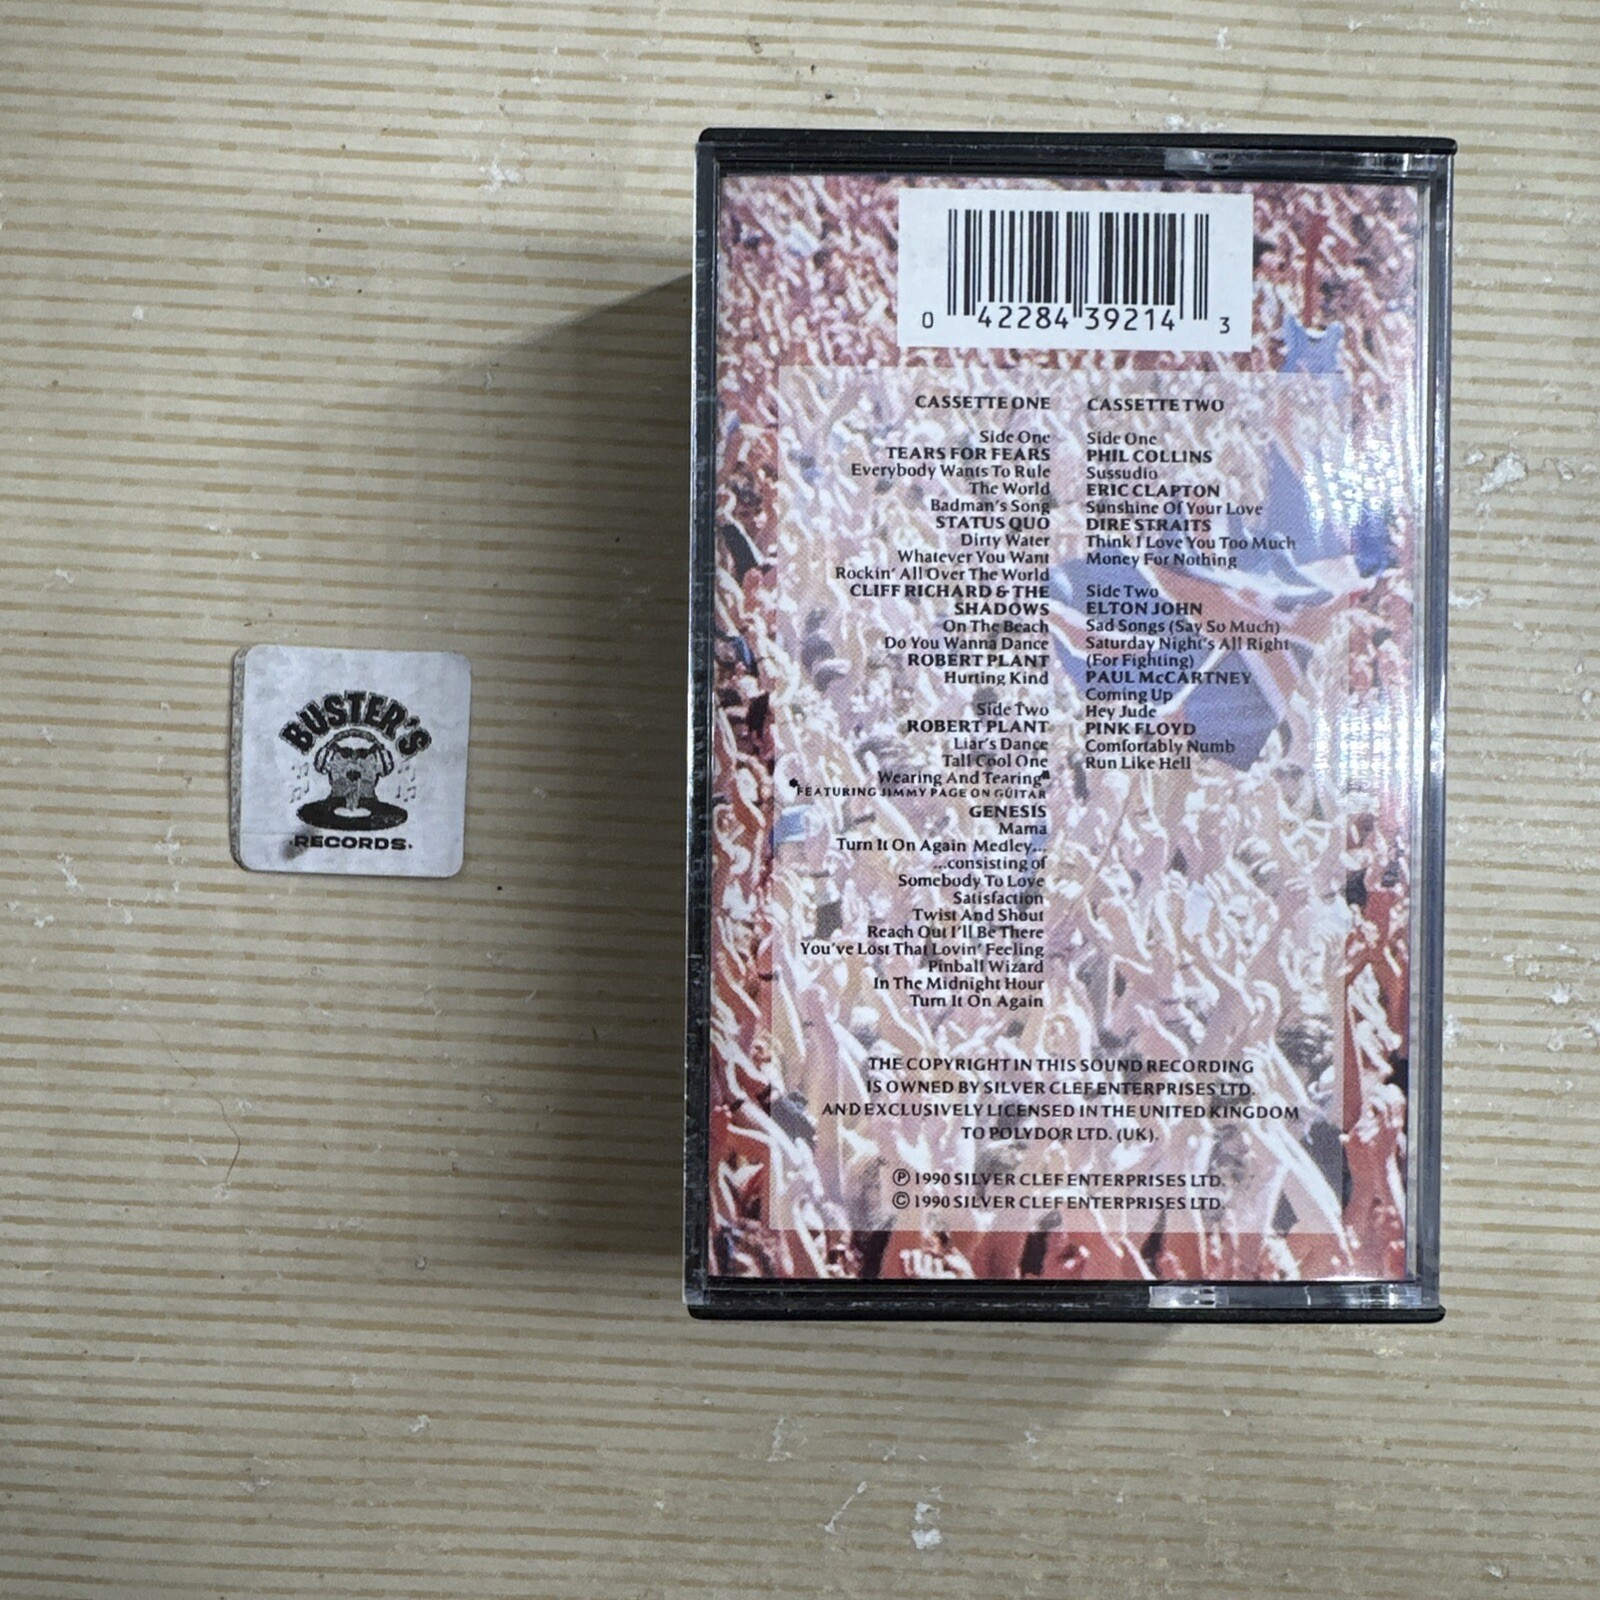 BUSTER'S
RECORDS
0 42284 39214 3
CASSETTE ONE
Side One
TEARS FOR FEARS
Everybody Wants To Rule
The World
Badman's Song
STATUS QUO
Dirty Water
Whatever You Want
Rockin' All Over The World
CLIFF RICHARD & THE
SHADOWS
On The Beach
Do You Wanna Dance
ROBERT PLANT
Hurting Kind
Side Two
ROBERT PLANT
Liar's Dance
Tall Cool One
Wearing And Tearing*
*FEATURING JIMMY PAGE ON GUITAR
GENESIS
Mama
Turn It On Again Medley...
...consisting of
Somebody To Love
Satisfaction
Twist And Shout
Reach Out I'll Be There
You've Lost That Lovin' Feeling
Pinball Wizard
In The Midnight Hour
Turn It On Again
CASSETTE TWO
Side One
PHIL COLLINS
Sussudio
ERIC CLAPTON
Sunshine Of Your Love
DIRE STRAITS
Think I Love You Too Much
Money For Nothing
Side Two
ELTON JOHN
Sad Songs (Say So Much)
Saturday Night's All Right
(For Fighting)
PAUL McCARTNEY
Coming Up
Hey Jude
PINK FLOYD
Comfortably Numb
Run Like Hell
THE COPYRIGHT IN THIS SOUND RECORDING
IS OWNED BY SILVER CLEF ENTERPRISES LTD.
AND EXCLUSIVELY LICENSED IN THE UNITED KINGDOM
TO POLYDOR LTD. (UK).
℗ 1990 SILVER CLEF ENTERPRISES LTD.
© 1990 SILVER CLEF ENTERPRISES LTD.